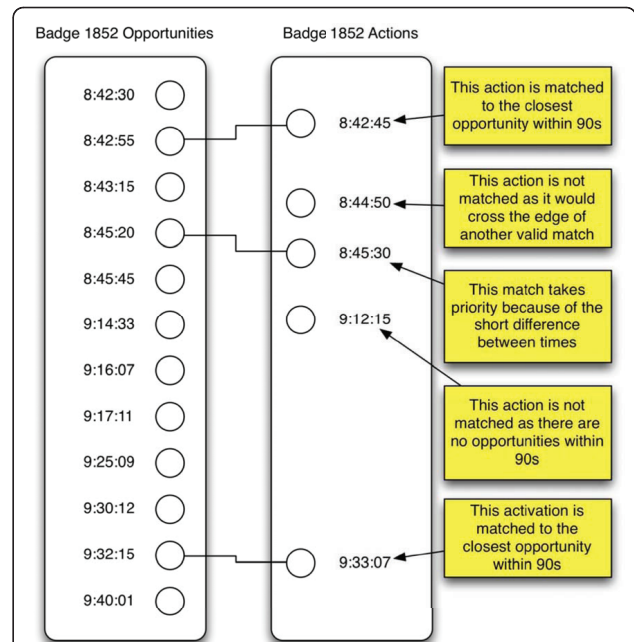 Badge 1852 Opportunities
8:42:30
8:42:55
8:43:15
8:45:20
8:45:45
9:14:33
9:16:07
9:17:11
9:25:09
9:30:12
9:32:15
9:40:01
Badge 1852 Actions
8:42:45
8:44:50
8:45:30
9:12:15
9:33:07
This action is matched
to the closest
opportunity within 90s
This action is not
matched as it would
cross the edge of
another valid match
This match takes
priority because of the
short difference
between times
This action is not
matched as there are
no opportunities within
90s
This activation is
matched to the
closest opportunity
within 90s